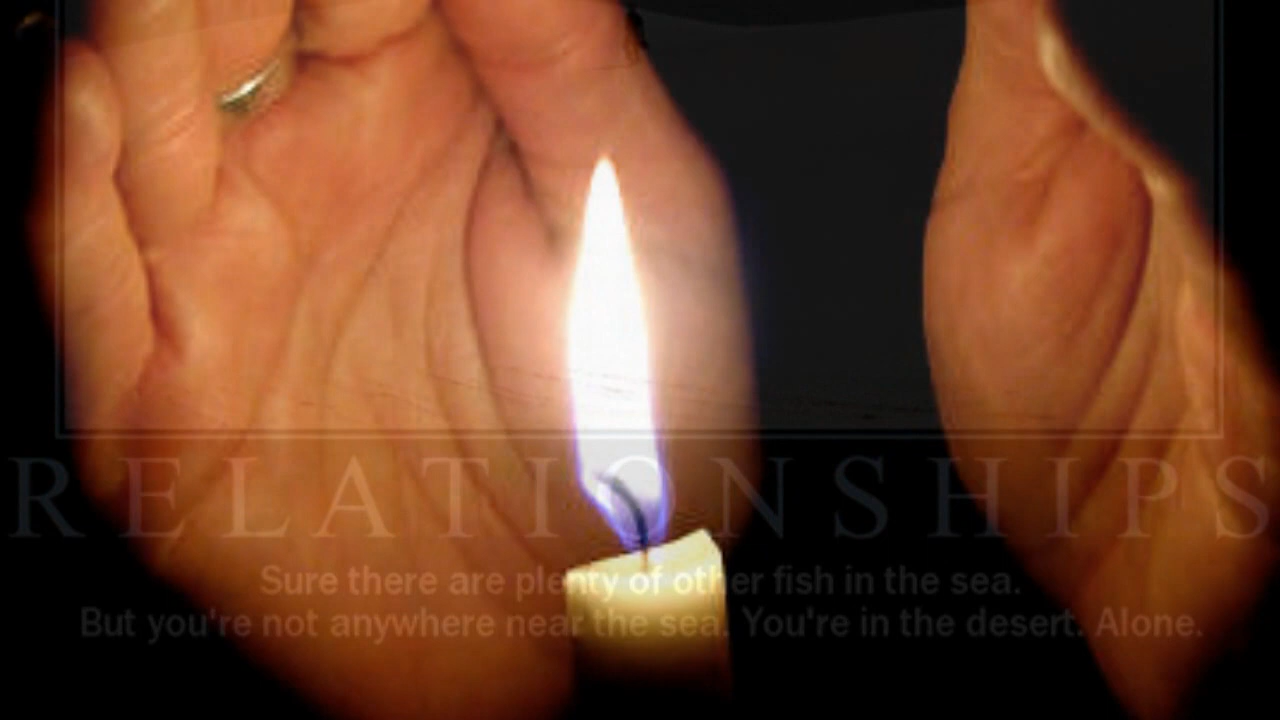 RELATIONSHIPS
Sure there are plenty of other fish in the sea.
But you're not anywhere near the sea. You're in the desert. Alone.